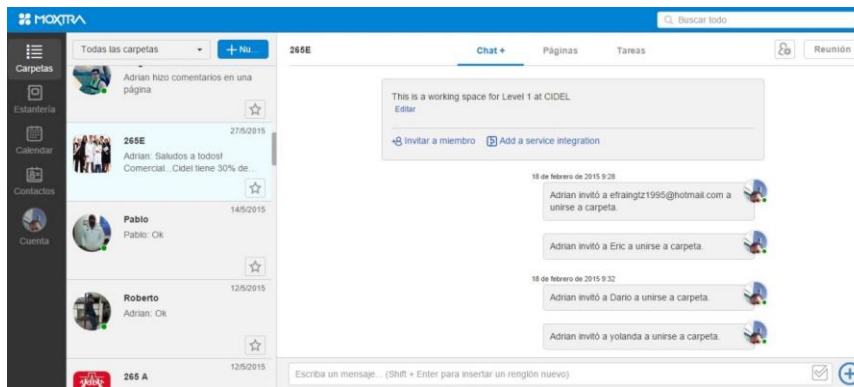 MOXTRA
Buscar todo
Carpetas
Estantería
Calendar
Contactos
Cuenta
Todas las carpetas
Nu...
Adrian hizo comentarios en una
página
27/5/2015
265E
Adrian: Saludos a todos!
Comercial...Cidel tiene 30% de...
14/5/2015
Pablo
Pablo: Ok
12/5/2015
Roberto
Adrian: Ok
12/5/2015
265 A
265E
Chat +
Páginas
Tareas
Reunión
This is a working space for Level 1 at CIDEL
Editar
Invitar a miembro
Add a service integration
18 de febrero de 2015 9:28
Adrian invitó a efraingtz1995@hotmail.com a
unirse a carpeta.
Adrian invitó a Eric a unirse a carpeta.
18 de febrero de 2015 9:32
Adrian invitó a Dario a unirse a carpeta.
Adrian invitó a yolanda a unirse a carpeta.
Escriba un mensaje... (Shift + Enter para insertar un renglón nuevo)